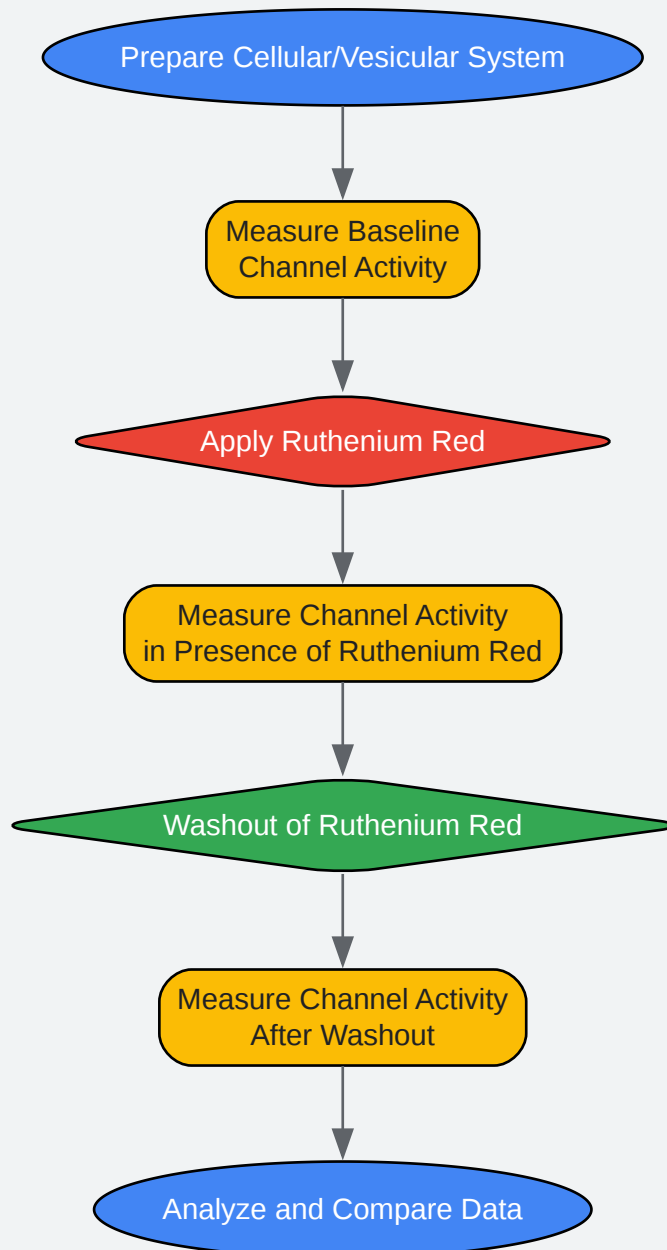 Prepare Cellular/Vesicular System
Measure Baseline
Channel Activity
Apply Ruthenium Red
Measure Channel Activity
in Presence of Ruthenium Red
Washout of Ruthenium Red
Measure Channel Activity
After Washout
Analyze and Compare Data